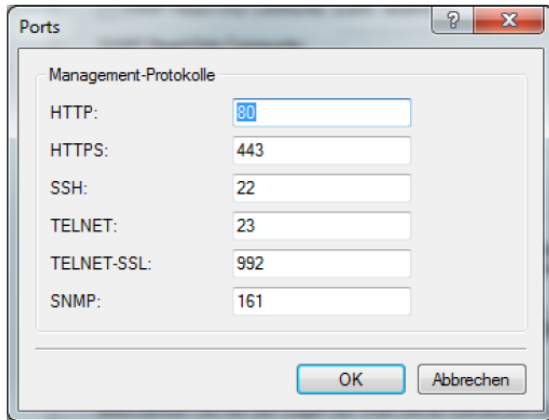 Ports
Management-Protokolle
HTTP: 80
HTTPS: 443
SSH: 22
TELNET: 23
TELNET-SSL: 992
SNMP: 161
OK Abbrechen